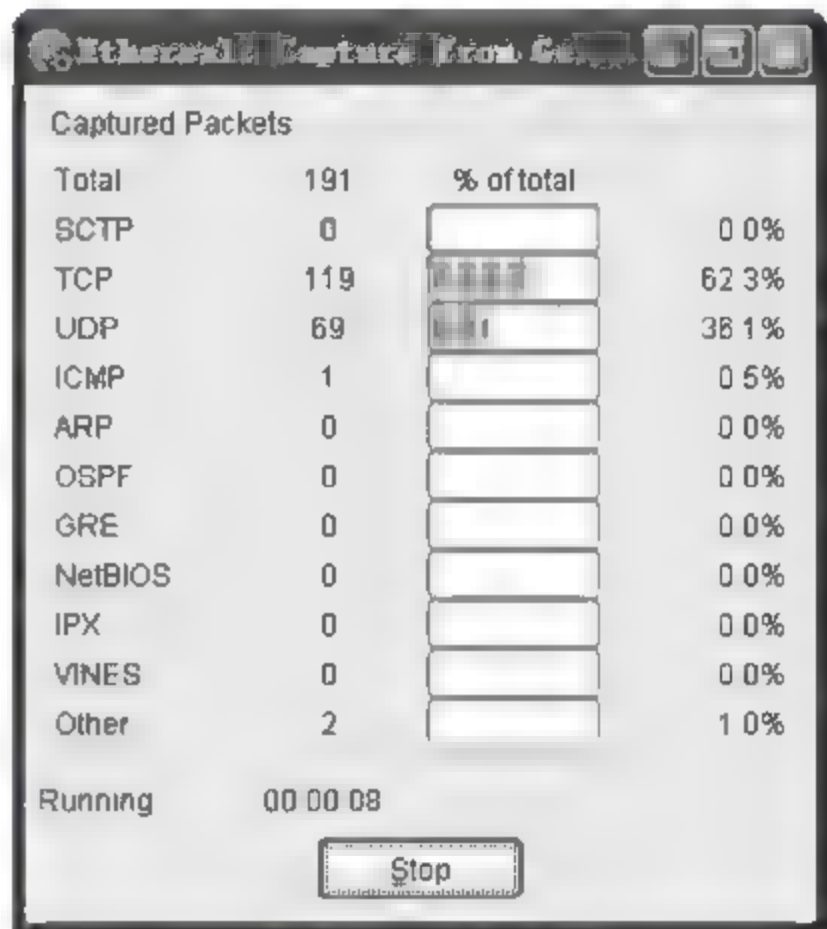 Captured Packets
Total 191 % of total
SCTP 0 0 0%
TCP 119 62 3%
UDP 69 36 1%
ICMP 1 0 5%
ARP 0 0 0%
OSPF 0 0 0%
GRE 0 0 0%
NetBIOS 0 0 0%
IPX 0 0 0%
VINES 0 0 0%
Other 2 1 0%
Running 00 00 08
Stop